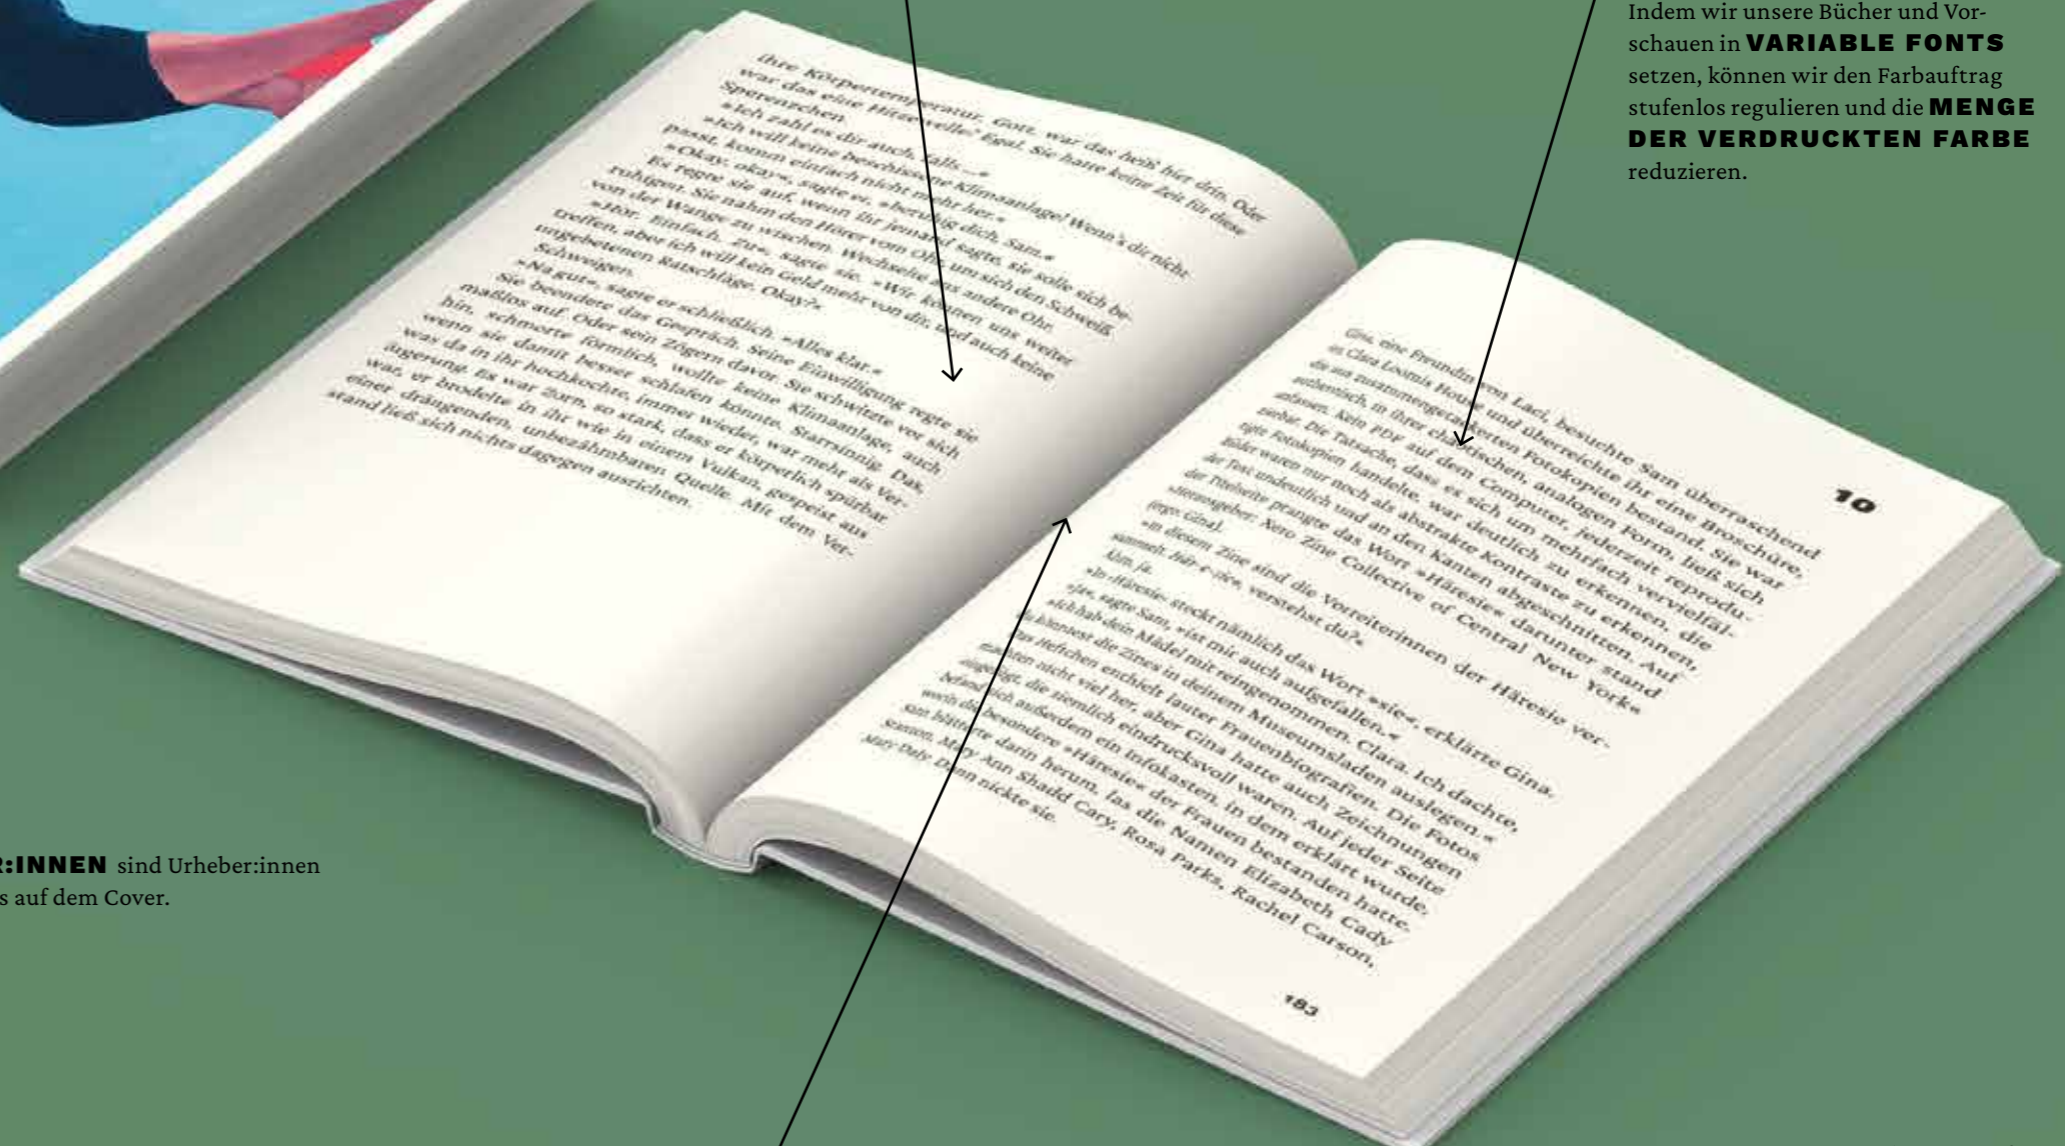 Indem wir unsere Bücher und Vor-
schauen in VARIABLE FONTS
setzen, können wir den Farbauftrag
stufenlos regulieren und die MENGE
DER VERDRUCKTEN FARBE
reduzieren.
ihre Körpertemperatur. Gott, war das heiß hier drin. Oder
war das eine Hitzewelle? Egal. Sie hatte keine Zeit für diese
Sperenzchen.
»Ich zahl es dir auch, falls …«
»Ich will keine beschissene Klimaanlage! Wenn's dir nicht
passt, komm einfach nicht mehr her.«
»Okay, okay«, sagte er, »beruhig dich, Sam.«
Es regte sie auf, wenn ihr jemand sagte, sie solle sich be-
ruhigen. Sie nahm den Hörer vom Ohr, um sich den Schweiß
von der Wange zu wischen. Wechselte ans andere Ohr.
»Hör. Einfach. Zu«, sagte sie. »Wir können uns weiter
treffen, aber ich will kein Geld mehr von dir, und auch keine
ungebetenen Ratschläge. Okay?«
Schweigen.
»Na gut«, sagte er schließlich. »Alles klar.«
Sie beendete das Gespräch. Seine Einwilligung regte sie
maßlos auf. Oder sein Zögern davor. Sie schwitzte vor sich
hin, schmorte förmlich, wollte keine Klimaanlage, auch
wenn sie damit besser schlafen könnte. Starrsinnig. Das,
was da in ihr hochkochte, immer wieder, war mehr als Ver-
ärgerung. Es war Zorn, so stark, dass er körperlich spürbar
war, er brodelte in ihr wie in einem Vulkan, gespeist aus
einer drängenden, unbezähmbaren Quelle. Mit dem Ver-
stand ließ sich nichts dagegen ausrichten.
10
Gina, eine Freundin von Laci, besuchte Sam überraschend
im Clara Loomis House und überreichte ihr eine Broschüre,
die aus zusammengetackerten Fotokopien bestand. Sie war
authentisch, in ihrer chaotischen, analogen Form, ließ sich
anfassen. Kein PDF auf dem Computer, jederzeit reprodu-
zierbar. Die Tatsache, dass es sich um mehrfach vervielfäl-
tigte Fotokopien handelte, war deutlich zu erkennen, die
Bilder waren nur noch als abstrakte Kontraste zu erkennen,
der Text undeutlich und an den Kanten abgeschnitten. Auf
der Titelseite prangte das Wort »Häresie« darunter stand
»Herausgeber: Xero Zine Collective of Central New York«
(ergo: Gina).
»In diesem Zine sind die Vorreiterinnen der Häresie ver-
sammelt. Här-e-sie«, verstehst du?«
Ähm, ja.
»In ›Häresie‹ steckt nämlich das Wort »sie«« erklärte Gina.
»Ja«, sagte Sam, »ist mir auch aufgefallen.«
»Ich hab dein Mädel mit reingenommen, Clara. Ich dachte,
du könntest die Zines in deinem Museumsladen auslegen.«
Das Heftchen enthielt lauter Frauenbiografien. Die Fotos
machten nicht viel her, aber Gina hatte auch Zeichnungen
angefügt, die ziemlich eindrucksvoll waren. Auf jeder Seite
befand sich außerdem ein Infokasten, in dem erklärt wurde,
worin die besondere »Häresie« der Frauen bestanden hatte.
Sam blätterte darin herum, las die Namen Elizabeth Cady
Stanton, Mary Ann Shadd Cary, Rosa Parks, Rachel Carson,
Mary Daly. Dann nickte sie.
183
R:INNEN sind Urheber:innen
s auf dem Cover.